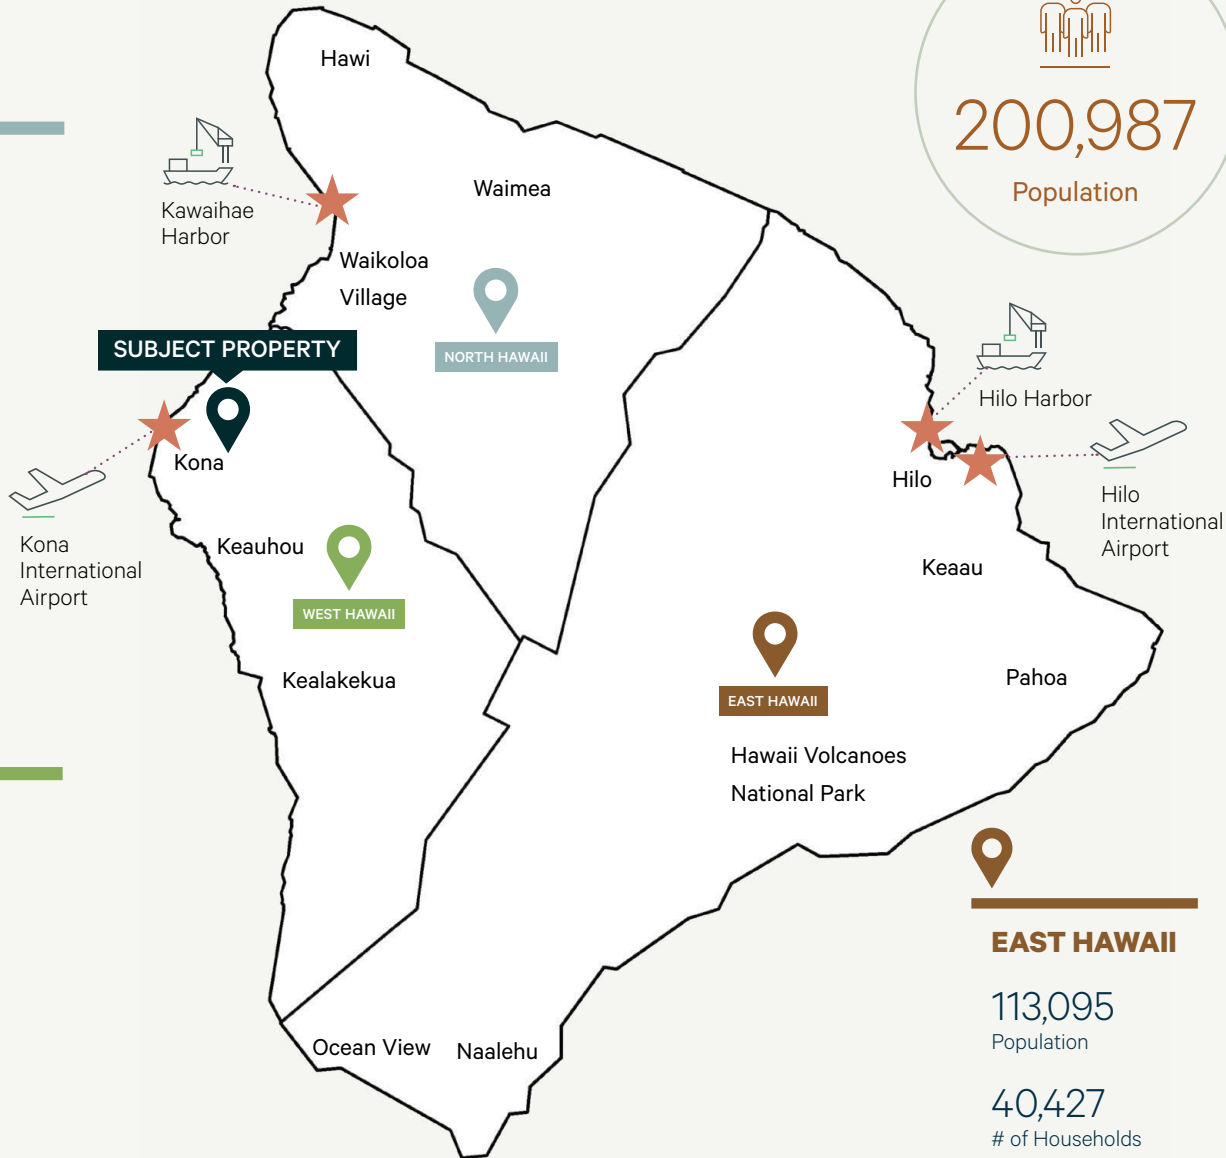 Hawi
200,987
Population
Waimea
Kawaihae
Harbor
Waikoloa
Village
SUBJECT PROPERTY
NORTH HAWAII
Hilo Harbor
Kona
Hilo
Kona
International
Airport
Hilo
International
Airport
Keauhou
Keaau
WEST HAWAII
Kealakekua
Pahoa
EAST HAWAII
Hawaii Volcanoes
National Park
EAST HAWAII
113,095
Population
40,427
# of Households
Ocean View
Naalehu